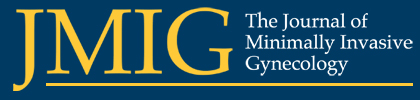 JMIG
The Journal of
Minimally Invasive
Gynecology